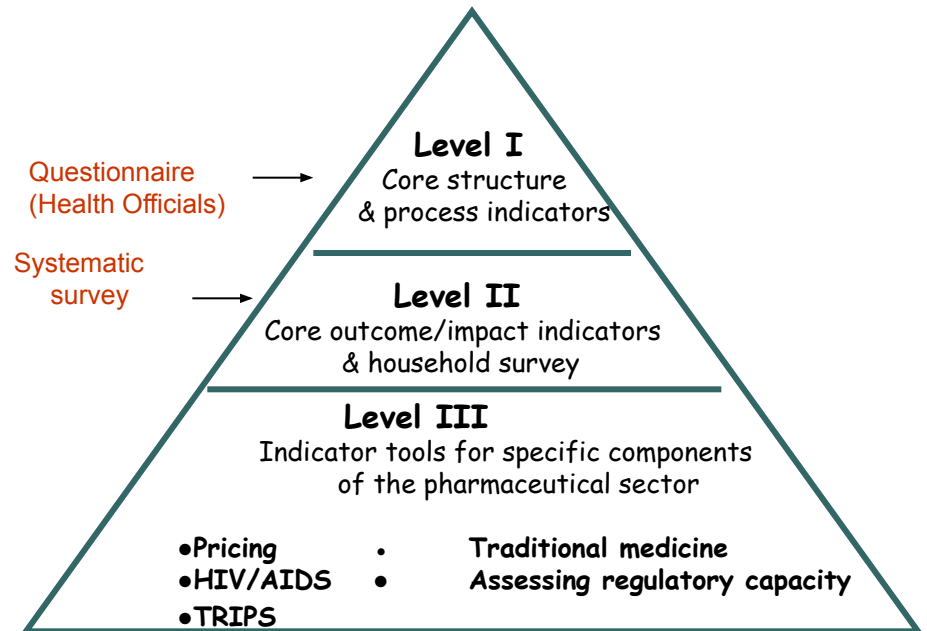 Level I
Core structure
& process indicators
Questionnaire
(Health Officials)
Systematic
survey
Level II
Core outcome/impact indicators
& household survey
Level III
Indicator tools for specific components
of the pharmaceutical sector
●Pricing • Traditional medicine
●HIV/AIDS ● Assessing regulatory capacity
●TRIPS